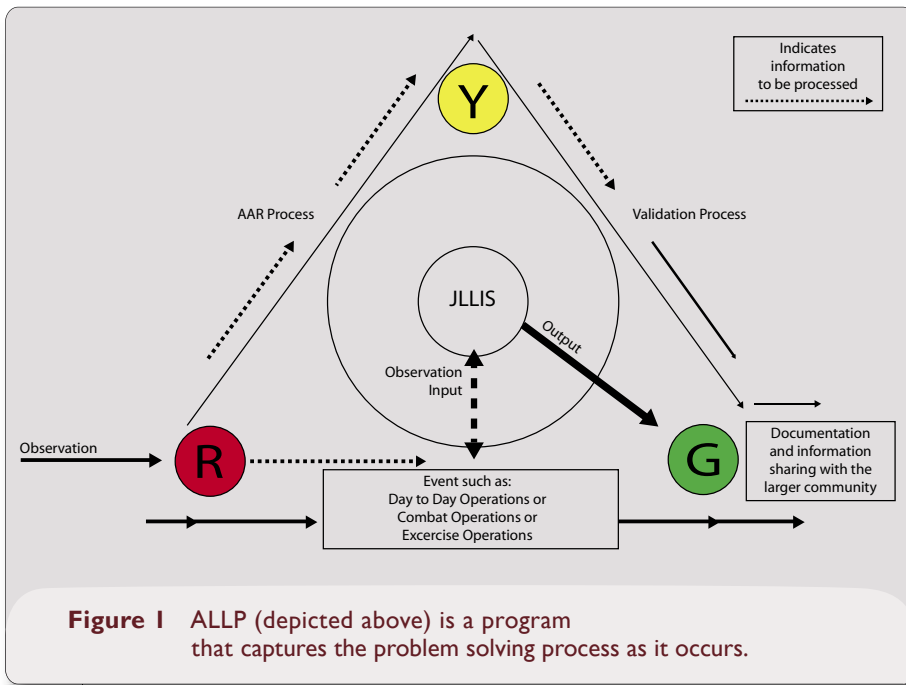 Indicates
information
to be processed
Y
AAR Process
Validation Process
JLLIS
Output
Observation
Input
Observation
R
G
Documentation
and information
sharing with the
larger community
Event such as:
Day to Day Operations or
Combat Operations or
Excercise Operations
Figure 1 ALLP (depicted above) is a program
that captures the problem solving process as it occurs.